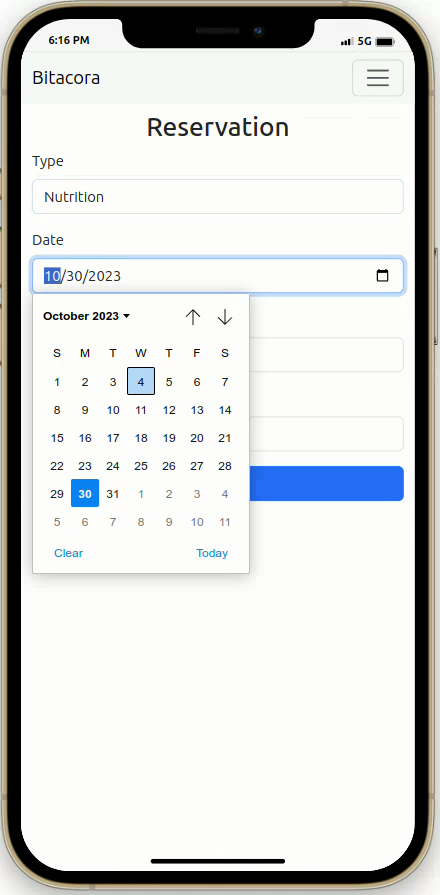 6:16 PM 5G
Bitacora
Reservation
Type
Nutrition
Date
10/30/2023
October 2023
S M T W T F S
1 2 3 4 5 6 7
8 9 10 11 12 13 14
15 16 17 18 19 20 21
22 23 24 25 26 27 28
29 30 31 1 2 3 4
5 6 7 8 9 10 11
Clear Today